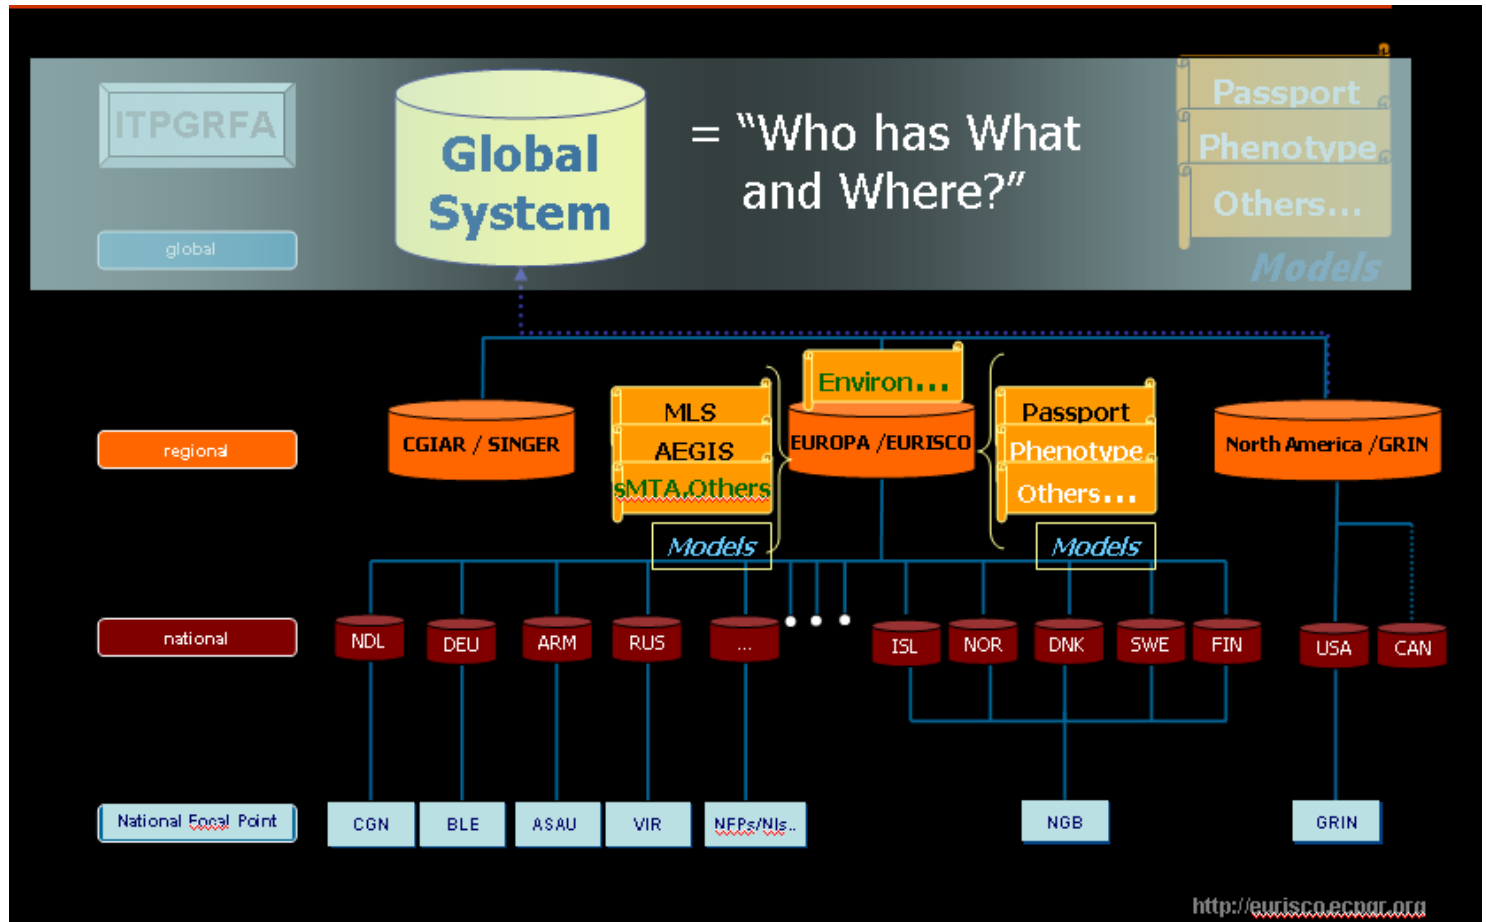 ITPGRFA
global
Global
System
= “Who has What
and Where?”
Passport
Phenotype
Others...
Models
regional
CGIAR / SINGER
MLS
AEGIS
sMTA,Others
Models
Environ...
EUROPA /EURISCO
Passport
Phenotype
Others...
Models
North America /GRIN
national
NDL
DEU
ARM
RUS
...
ISL
NOR
DNK
SWE
FIN
USA
CAN
National Focal Point
CGN
BLE
ASAU
VIR
NFPs/NIs..
NGB
GRIN
http://eurisco.ecpgr.org